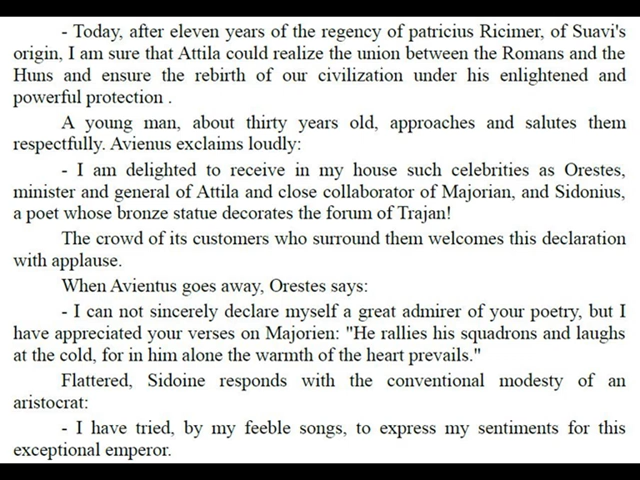 - Today, after eleven years of the regency of patricius Ricimer, of Suavi's
origin, I am sure that Attila could realize the union between the Romans and the
Huns and ensure the rebirth of our civilization under his enlightened and
powerful protection .
A young man, about thirty years old, approaches and salutes them
respectfully. Avienus exclaims loudly:
- I am delighted to receive in my house such celebrities as Orestes,
minister and general of Attila and close collaborator of Majorian, and Sidonius,
a poet whose bronze statue decorates the forum of Trajan!
The crowd of its customers who surround them welcomes this declaration
with applause.
When Avientus goes away, Orestes says:
- I can not sincerely declare myself a great admirer of your poetry, but I
have appreciated your verses on Majorien: "He rallies his squadrons and laughs
at the cold, for in him alone the warmth of the heart prevails."
Flattered, Sidoine responds with the conventional modesty of an
aristocrat:
- I have tried, by my feeble songs, to express my sentiments for this
exceptional emperor.